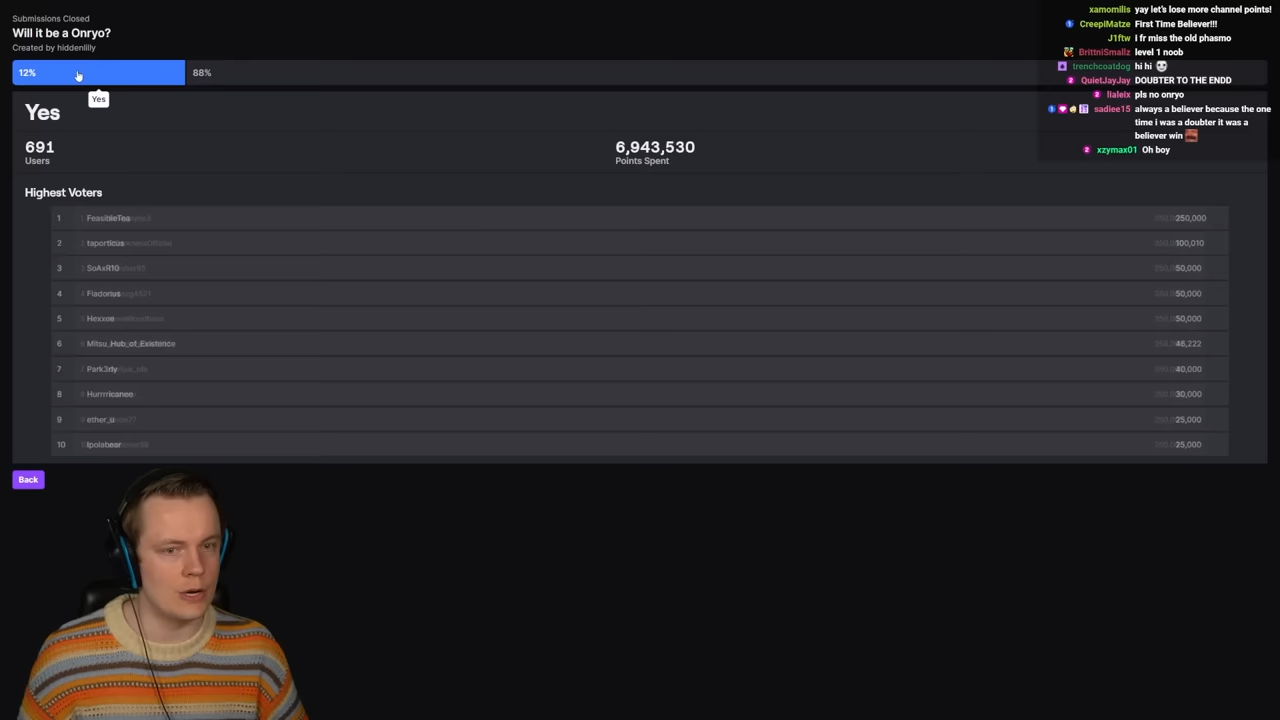 Submissions Closed
Will it be a Onryo?
Created by hiddenlilly
12%
88%
Yes
Yes
691
Users
6,943,530
Points Spent
Highest Voters
1 FeasibleTea 250,000
2 taporticus 100,010
3 SoAxR10 50,000
4 Fladorius 50,000
5 Hexxee 50,000
6 Mitsu_Hub_of_Existence 46,222
7 Park3rly 40,000
8 Hurrrricanee 30,000
9 ether_u 25,000
10 25,000
Back
xamomilis yay let's lose more channel points!
CreepiMatze First Time Believer!!!
J1ftw i fr miss the old phasmo
BrittniSmallz level 1 noob
trenchcoatdog hi hi
QuietJayJay DOUBTER TO THE ENDD
lialeix pls no onryo
sadiee15 always a believer because the one
time i was a doubter it was a
believer win
xzymax01 Oh boy